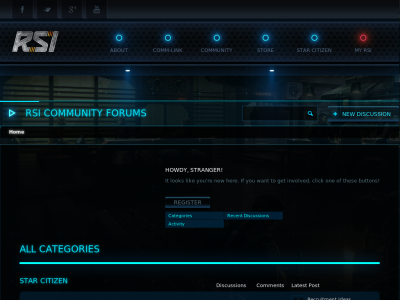 RSI
ABOUT
COMM-LINK
COMMUNITY
STORE
STAR CITIZEN
MY RSI
RSI COMMUNITY FORUMS
NEW DISCUSSION
Home
HOWDY, STRANGER!
It looks like you're new here. If you want to get involved, click one of these buttons!
REGISTER
Categories
Recent Discussions
Activity
ALL CATEGORIES
STAR CITIZEN
Discussions Comments Latest Post
Recruitment ideas